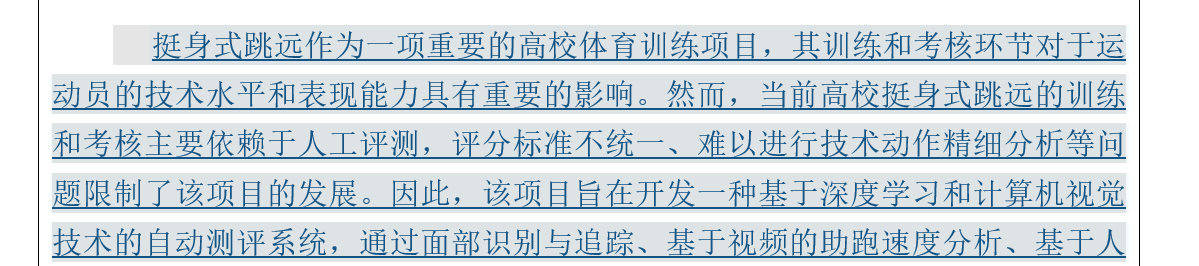 挺身式跳远作为一项重要的高校体育训练项目，其训练和考核环节对于运
动员的技术水平和表现能力具有重要的影响。然而，当前高校挺身式跳远的训练
和考核主要依赖于人工评测，评分标准不统一、难以进行技术动作精细分析等问
题限制了该项目的发展。因此，该项目旨在开发一种基于深度学习和计算机视觉
技术的自动测评系统，通过面部识别与追踪、基于视频的助跑速度分析、基于人